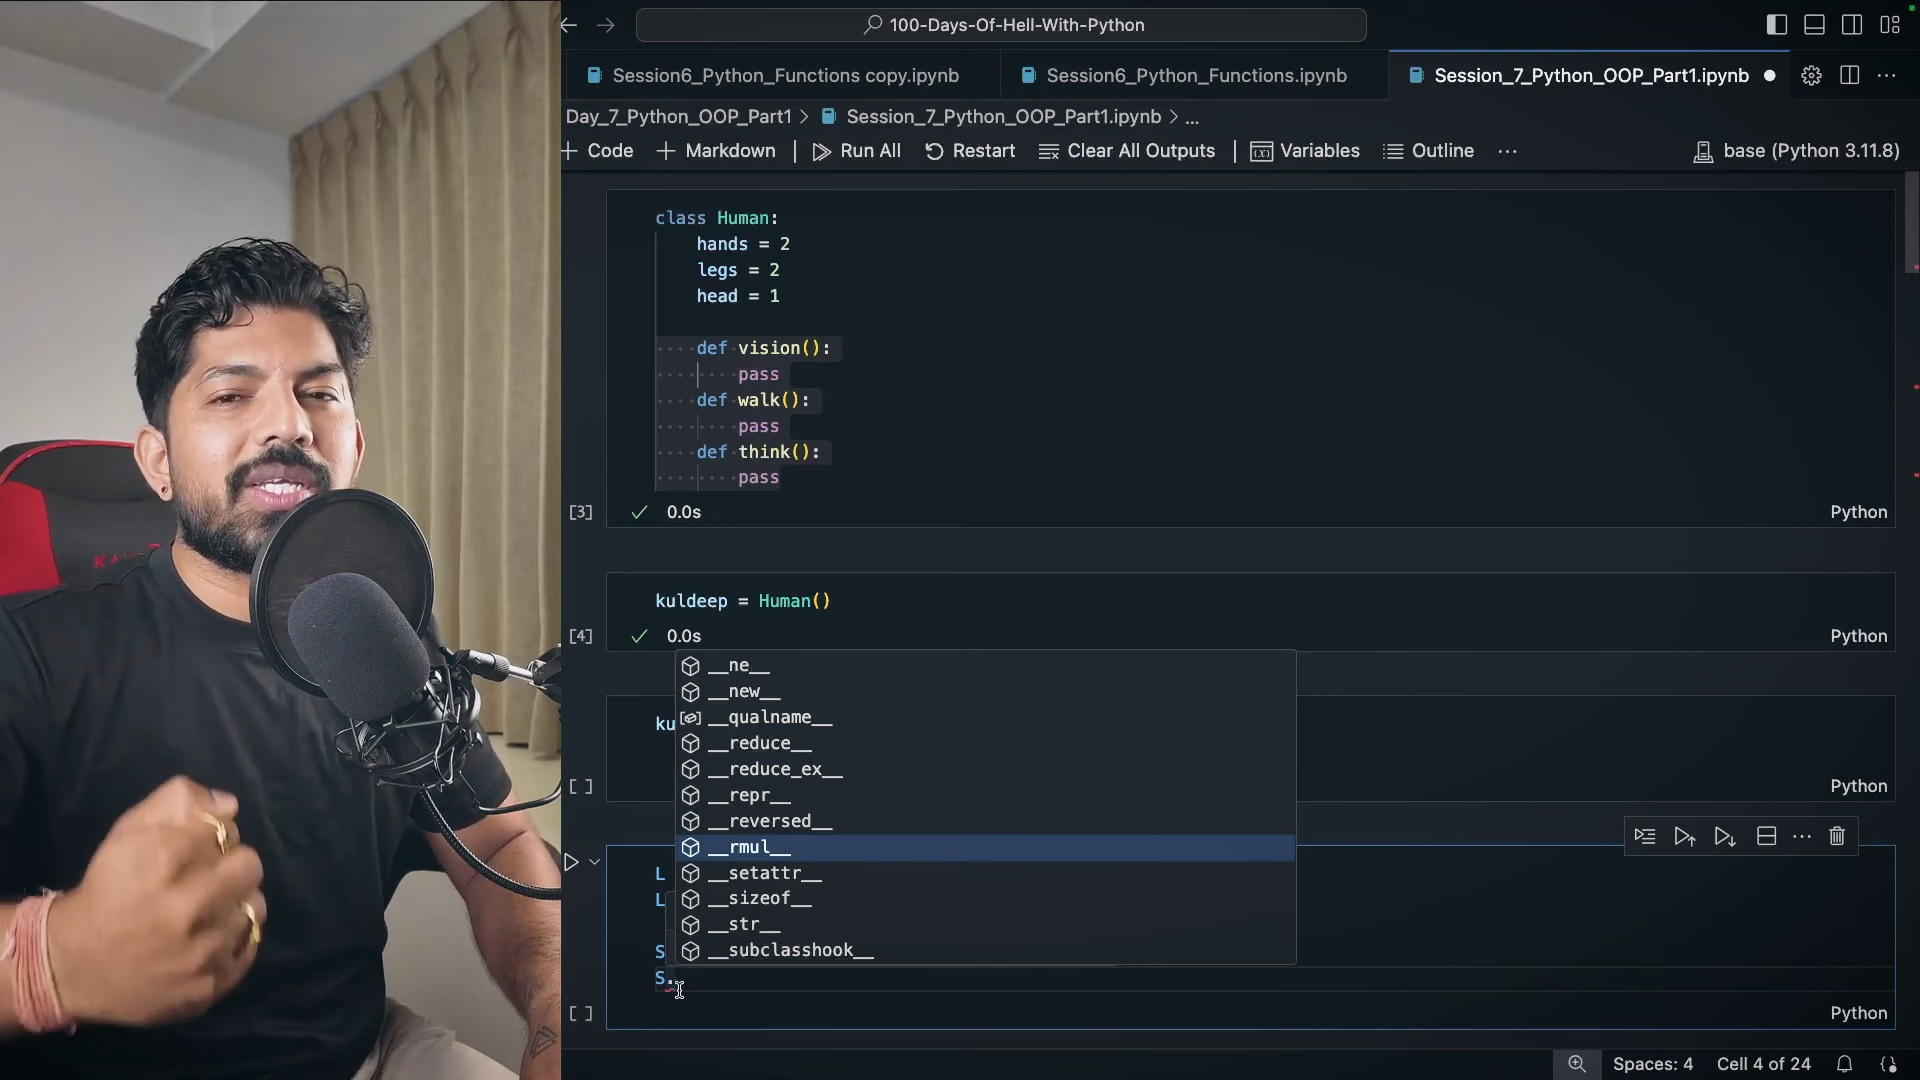 100-Days-Of-Hell-With-Python
Session6_Python_Functions copy.ipynb
Session6_Python_Functions.ipynb
Session_7_Python_OOP_Part1.ipynb
Day_7_Python_OOP_Part1 > Session_7_Python_OOP_Part1.ipynb > ...
+ Code + Markdown | Run All Restart Clear All Outputs | Variables Outline ... base (Python 3.11.8)
class Human:
hands = 2
legs = 2
head = 1
def vision():
pass
def walk():
pass
def think():
pass
[3] 0.0s Python
kuldeep = Human()
[4] 0.0s Python
ku
[ ] Python
__ne__
__new__
__qualname__
__reduce__
__reduce_ex__
__repr__
__reversed__
__rmul__
__setattr__
__sizeof__
__str__
__subclasshook__
L
L
S
S.
[ ] Python
Spaces: 4 Cell 4 of 24